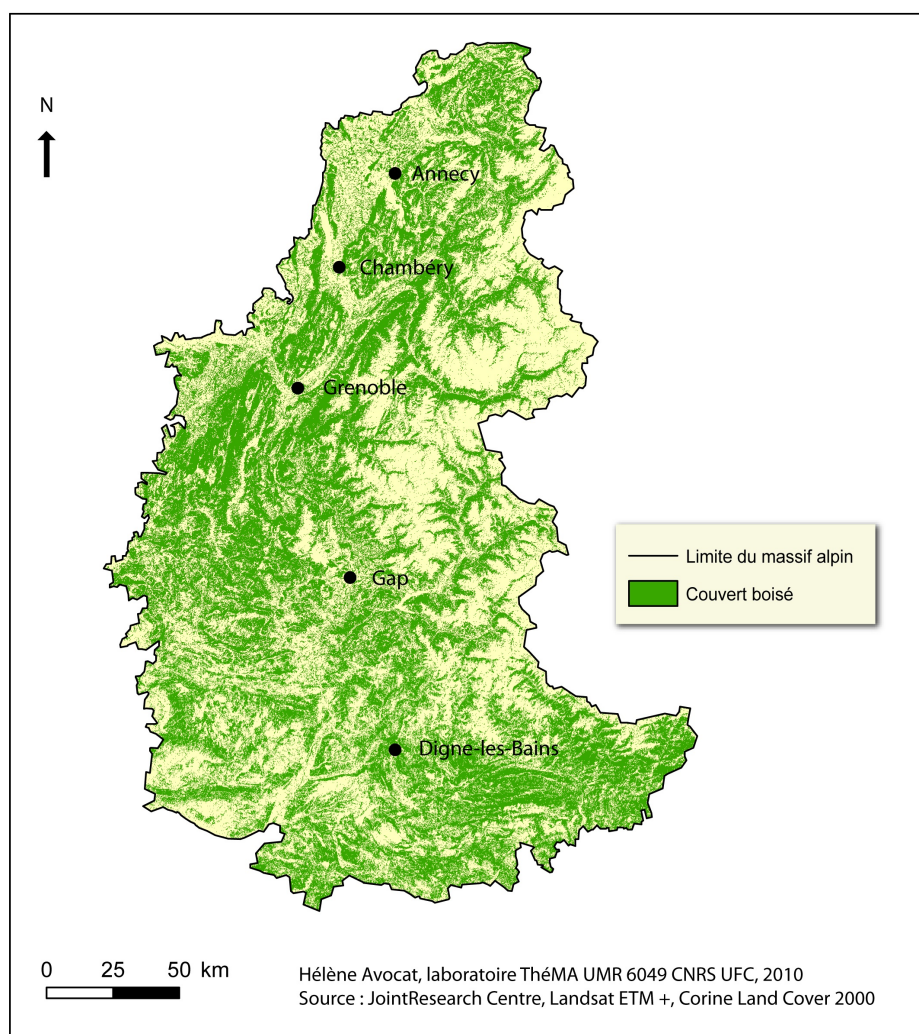 N
Annecy
Chambéry
Grenoble
Gap
Digne-les-Bains
Limite du massif alpin
Couvert boisé
0 25 50 km
Hélène Avocat, laboratoire ThéMA UMR 6049 CNRS UFC, 2010
Source : JointResearch Centre, Landsat ETM +, Corine Land Cover 2000